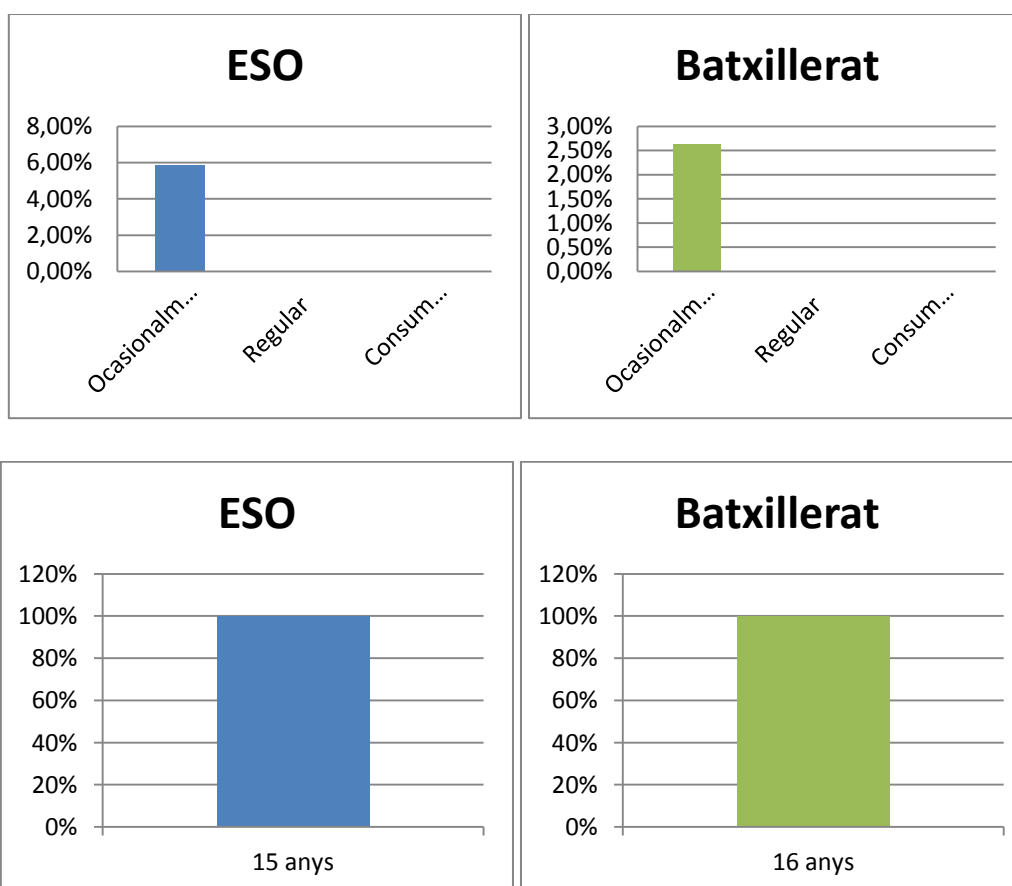 ESO
8,00%
6,00%
4,00%
2,00%
0,00%
Ocasionalm...
Regular
Consum...
Batxillerat
3,00%
2,50%
2,00%
1,50%
1,00%
0,50%
0,00%
Ocasionalm...
Regular
Consum...
ESO
120%
100%
80%
60%
40%
20%
0%
15 anys
Batxillerat
120%
100%
80%
60%
40%
20%
0%
16 anys